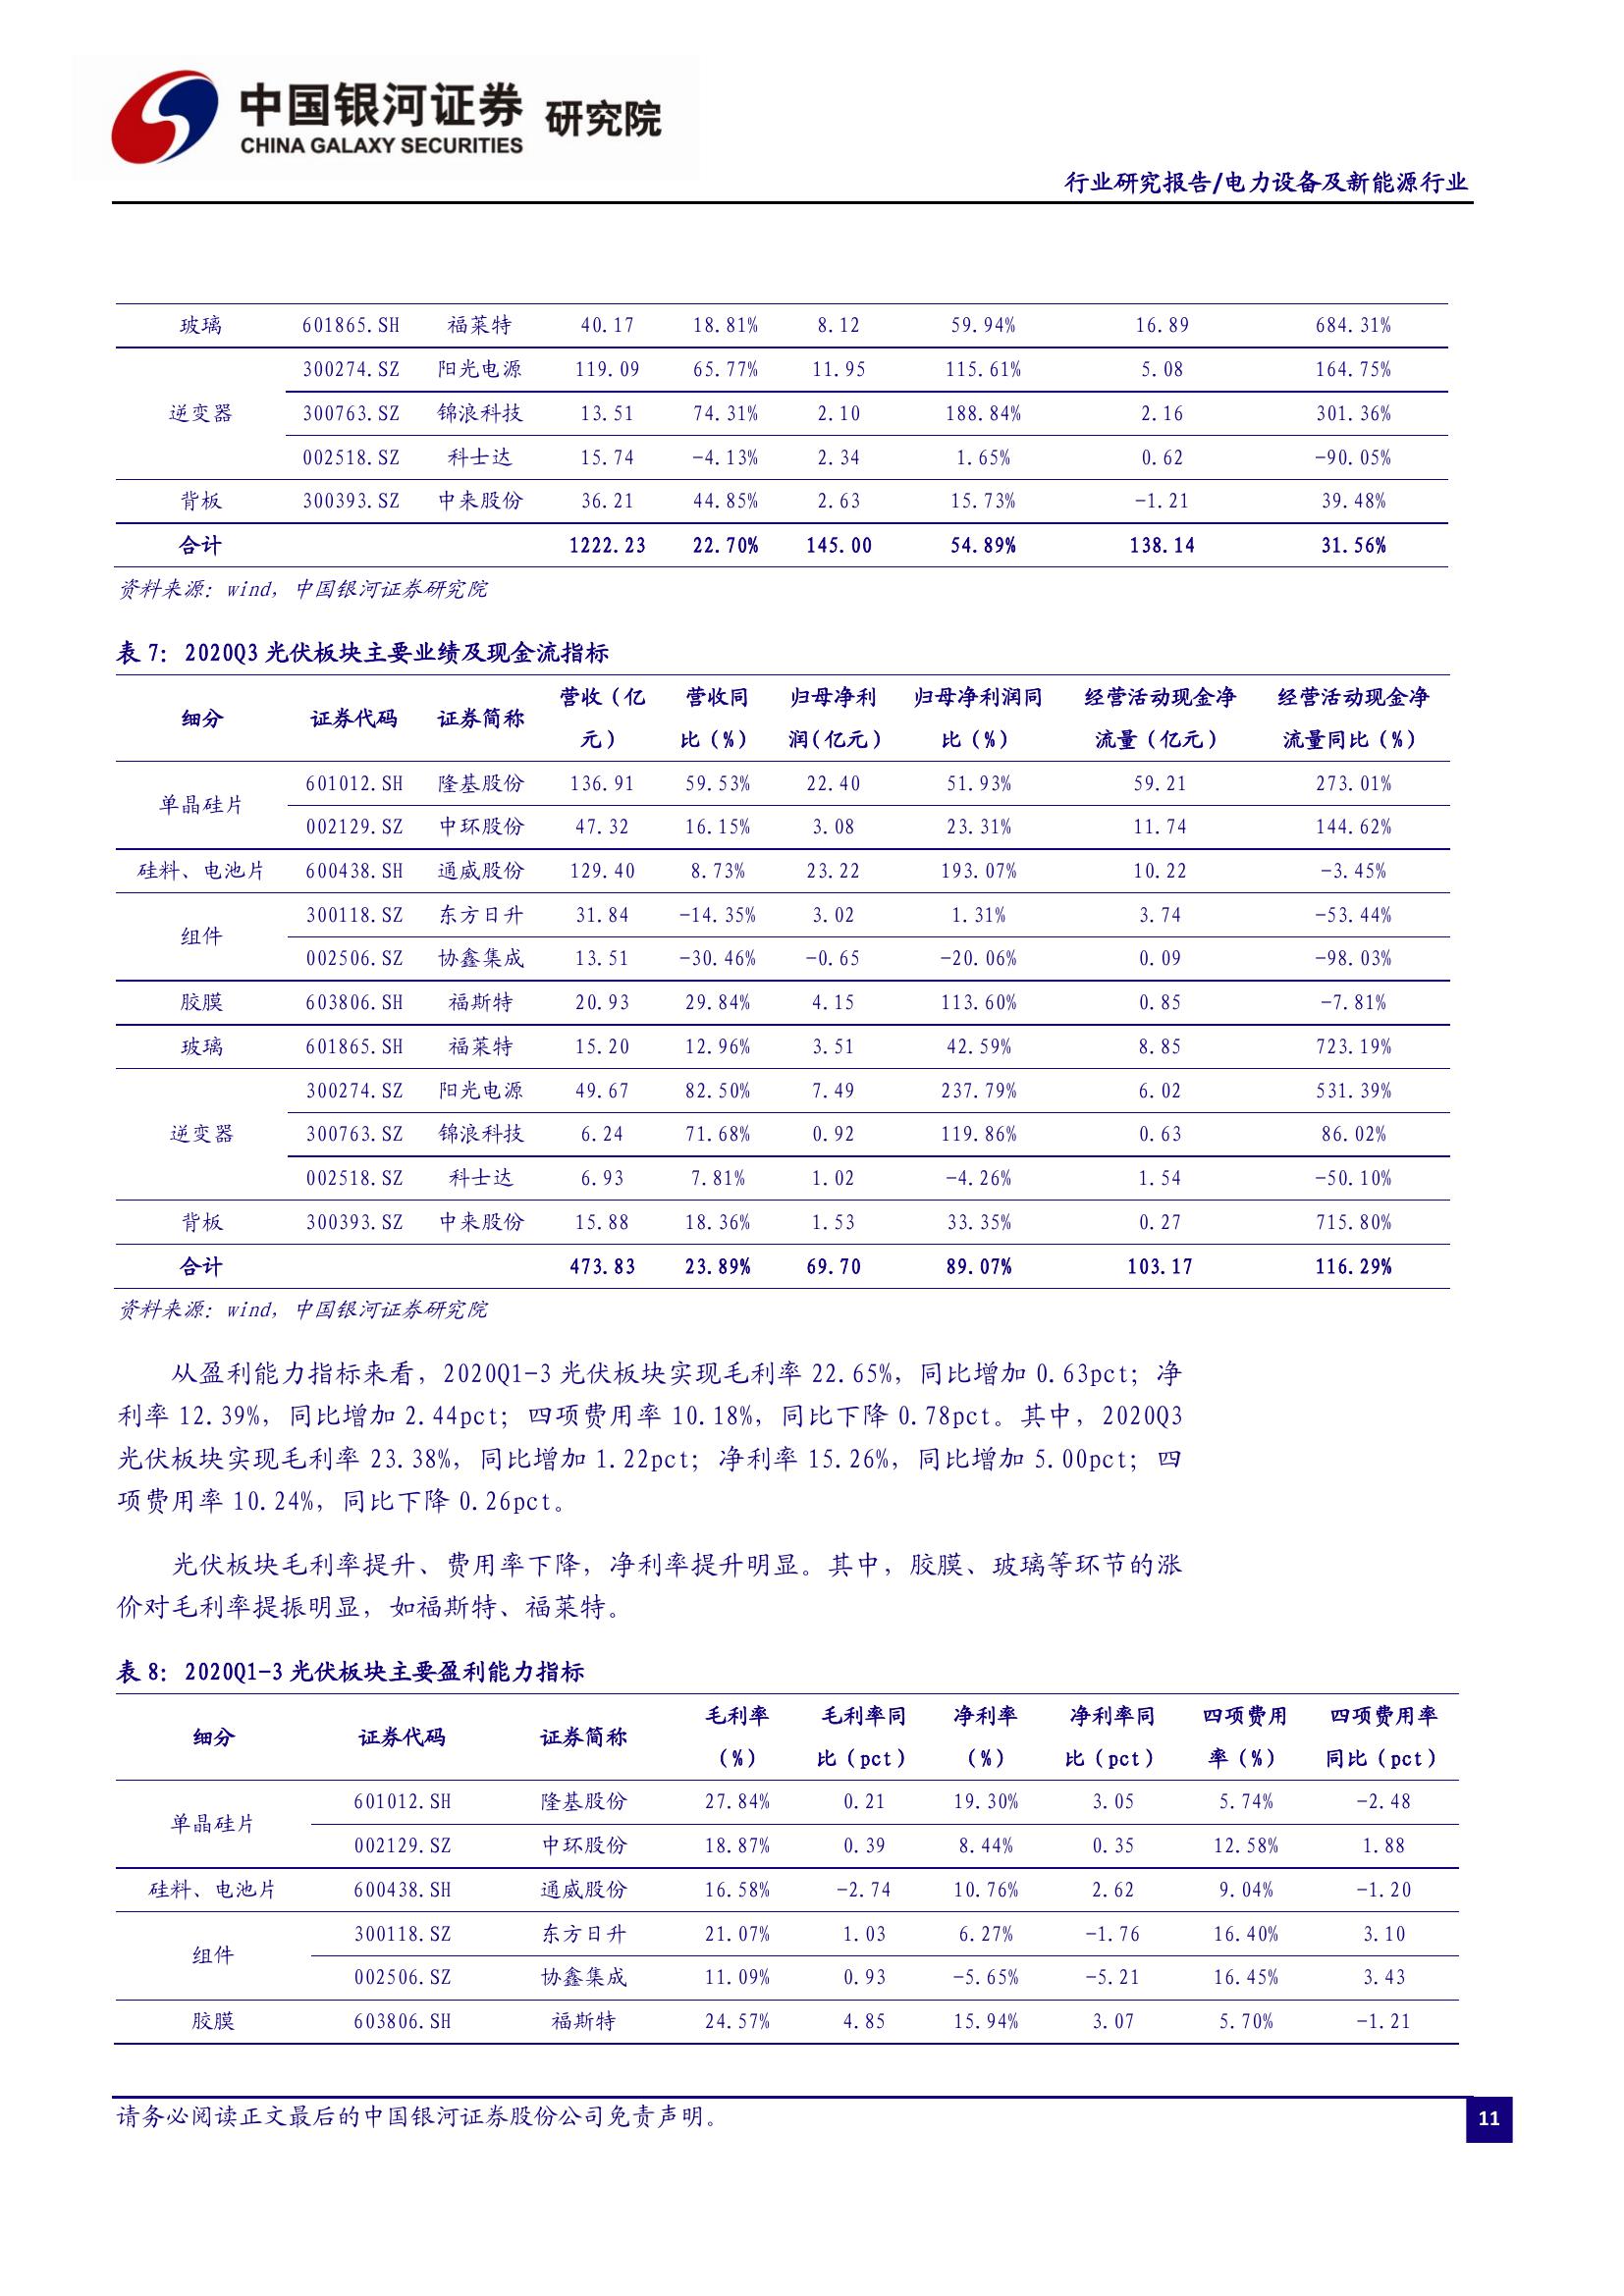 中国银河证券 研究院
CHINA GALAXY SECURITIES
行业研究报告/电力设备及新能源行业
玻璃 601865.SH 福莱特 40.17 18.81% 8.12 59.94% 16.89 684.31%
300274.SZ 阳光电源 119.09 65.77% 11.95 115.61% 5.08 164.75%
逆变器 300763.SZ 锦浪科技 13.51 74.31% 2.10 188.84% 2.16 301.36%
002518.SZ 科士达 15.74 -4.13% 2.34 1.65% 0.62 -90.05%
背板 300393.SZ 中来股份 36.21 44.85% 2.63 15.73% -1.21 39.48%
合计 1222.23 22.70% 145.00 54.89% 138.14 31.56%
资料来源：wind，中国银河证券研究院
表 7：2020Q3 光伏板块主要业绩及现金流指标
营收（亿 营收同 归母净利 归母净利润同 经营活动现金净 经营活动现金净
细分 证券代码 证券简称
元） 比（%） 润(亿元） 比（%） 流量（亿元） 流量同比（%）
601012.SH 隆基股份 136.91 59.53% 22.40 51.93% 59.21 273.01%
单晶硅片
002129.SZ 中环股份 47.32 16.15% 3.08 23.31% 11.74 144.62%
硅料、电池片 600438.SH 通威股份 129.40 8.73% 23.22 193.07% 10.22 -3.45%
300118.SZ 东方日升 31.84 -14.35% 3.02 1.31% 3.74 -53.44%
组件
002506.SZ 协鑫集成 13.51 -30.46% -0.65 -20.06% 0.09 -98.03%
胶膜 603806.SH 福斯特 20.93 29.84% 4.15 113.60% 0.85 -7.81%
玻璃 601865.SH 福莱特 15.20 12.96% 3.51 42.59% 8.85 723.19%
300274.SZ 阳光电源 49.67 82.50% 7.49 237.79% 6.02 531.39%
逆变器 300763.SZ 锦浪科技 6.24 71.68% 0.92 119.86% 0.63 86.02%
002518.SZ 科士达 6.93 7.81% 1.02 -4.26% 1.54 -50.10%
背板 300393.SZ 中来股份 15.88 18.36% 1.53 33.35% 0.27 715.80%
合计 473.83 23.89% 69.70 89.07% 103.17 116.29%
资料来源：wind，中国银河证券研究院
从盈利能力指标来看，2020Q1-3 光伏板块实现毛利率 22.65%，同比增加 0.63pct；净
利率 12.39%，同比增加 2.44pct；四项费用率 10.18%，同比下降 0.78pct。其中，2020Q3
光伏板块实现毛利率 23.38%，同比增加 1.22pct；净利率 15.26%，同比增加 5.00pct；四
项费用率 10.24%，同比下降 0.26pct。
光伏板块毛利率提升、费用率下降，净利率提升明显。其中，胶膜、玻璃等环节的涨
价对毛利率提振明显，如福斯特、福莱特。
表 8：2020Q1-3 光伏板块主要盈利能力指标
毛利率 毛利率同 净利率 净利率同 四项费用 四项费用率
细分 证券代码 证券简称
（%） 比（pct） （%） 比（pct） 率（%） 同比（pct）
601012.SH 隆基股份 27.84% 0.21 19.30% 3.05 5.74% -2.48
单晶硅片
002129.SZ 中环股份 18.87% 0.39 8.44% 0.35 12.58% 1.88
硅料、电池片 600438.SH 通威股份 16.58% -2.74 10.76% 2.62 9.04% -1.20
300118.SZ 东方日升 21.07% 1.03 6.27% -1.76 16.40% 3.10
组件
002506.SZ 协鑫集成 11.09% 0.93 -5.65% -5.21 16.45% 3.43
胶膜 603806.SH 福斯特 24.57% 4.85 15.94% 3.07 5.70% -1.21
请务必阅读正文最后的中国银河证券股份公司免责声明。
11